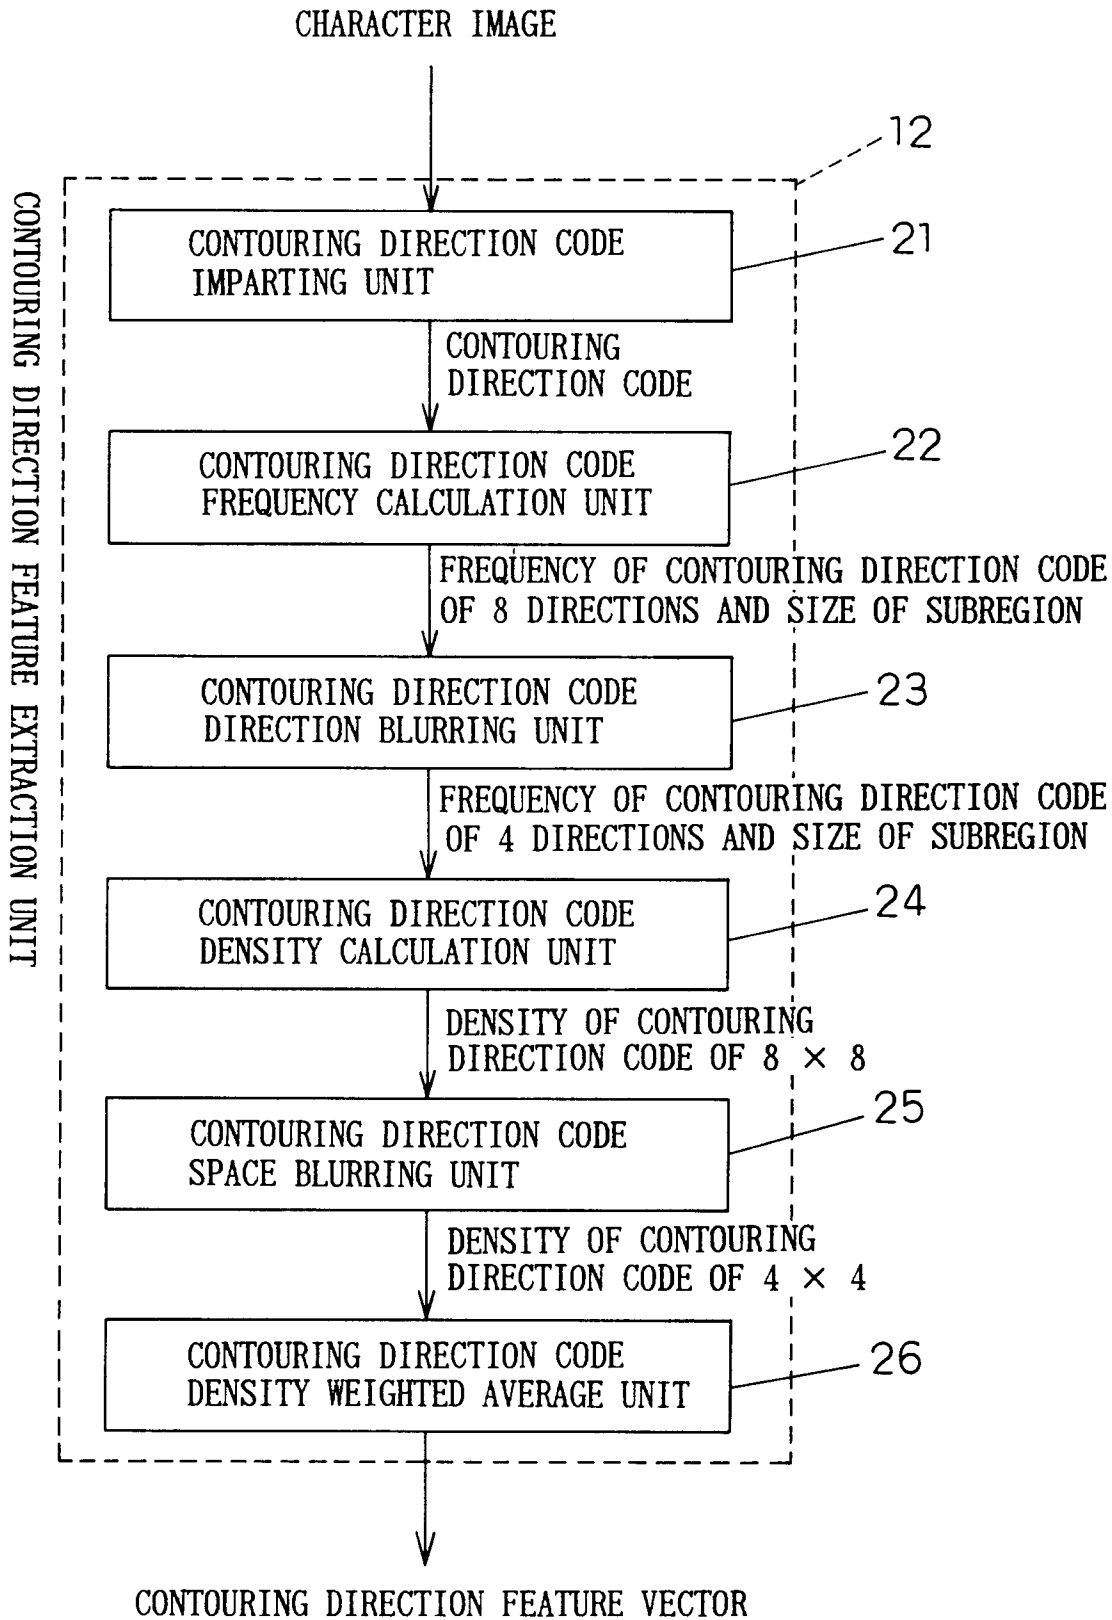 CHARACTER IMAGE
12
CONTOURING DIRECTION FEATURE EXTRACTION UNIT
CONTOURING DIRECTION CODE
IMPARTING UNIT
21
CONTOURING
DIRECTION CODE
CONTOURING DIRECTION CODE
FREQUENCY CALCULATION UNIT
22
FREQUENCY OF CONTOURING DIRECTION CODE
OF 8 DIRECTIONS AND SIZE OF SUBREGION
CONTOURING DIRECTION CODE
DIRECTION BLURRING UNIT
23
FREQUENCY OF CONTOURING DIRECTION CODE
OF 4 DIRECTIONS AND SIZE OF SUBREGION
CONTOURING DIRECTION CODE
DENSITY CALCULATION UNIT
24
DENSITY OF CONTOURING
DIRECTION CODE OF 8 × 8
CONTOURING DIRECTION CODE
SPACE BLURRING UNIT
25
DENSITY OF CONTOURING
DIRECTION CODE OF 4 × 4
CONTOURING DIRECTION CODE
DENSITY WEIGHTED AVERAGE UNIT
26
CONTOURING DIRECTION FEATURE VECTOR